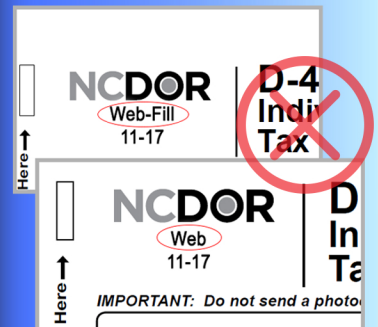 NCDOR
Web-Fill
11-17
D-4
Indiv
Tax
Here
NCDOR
Web
11-17
D
In
Ta
Here
IMPORTANT: Do not send a photo